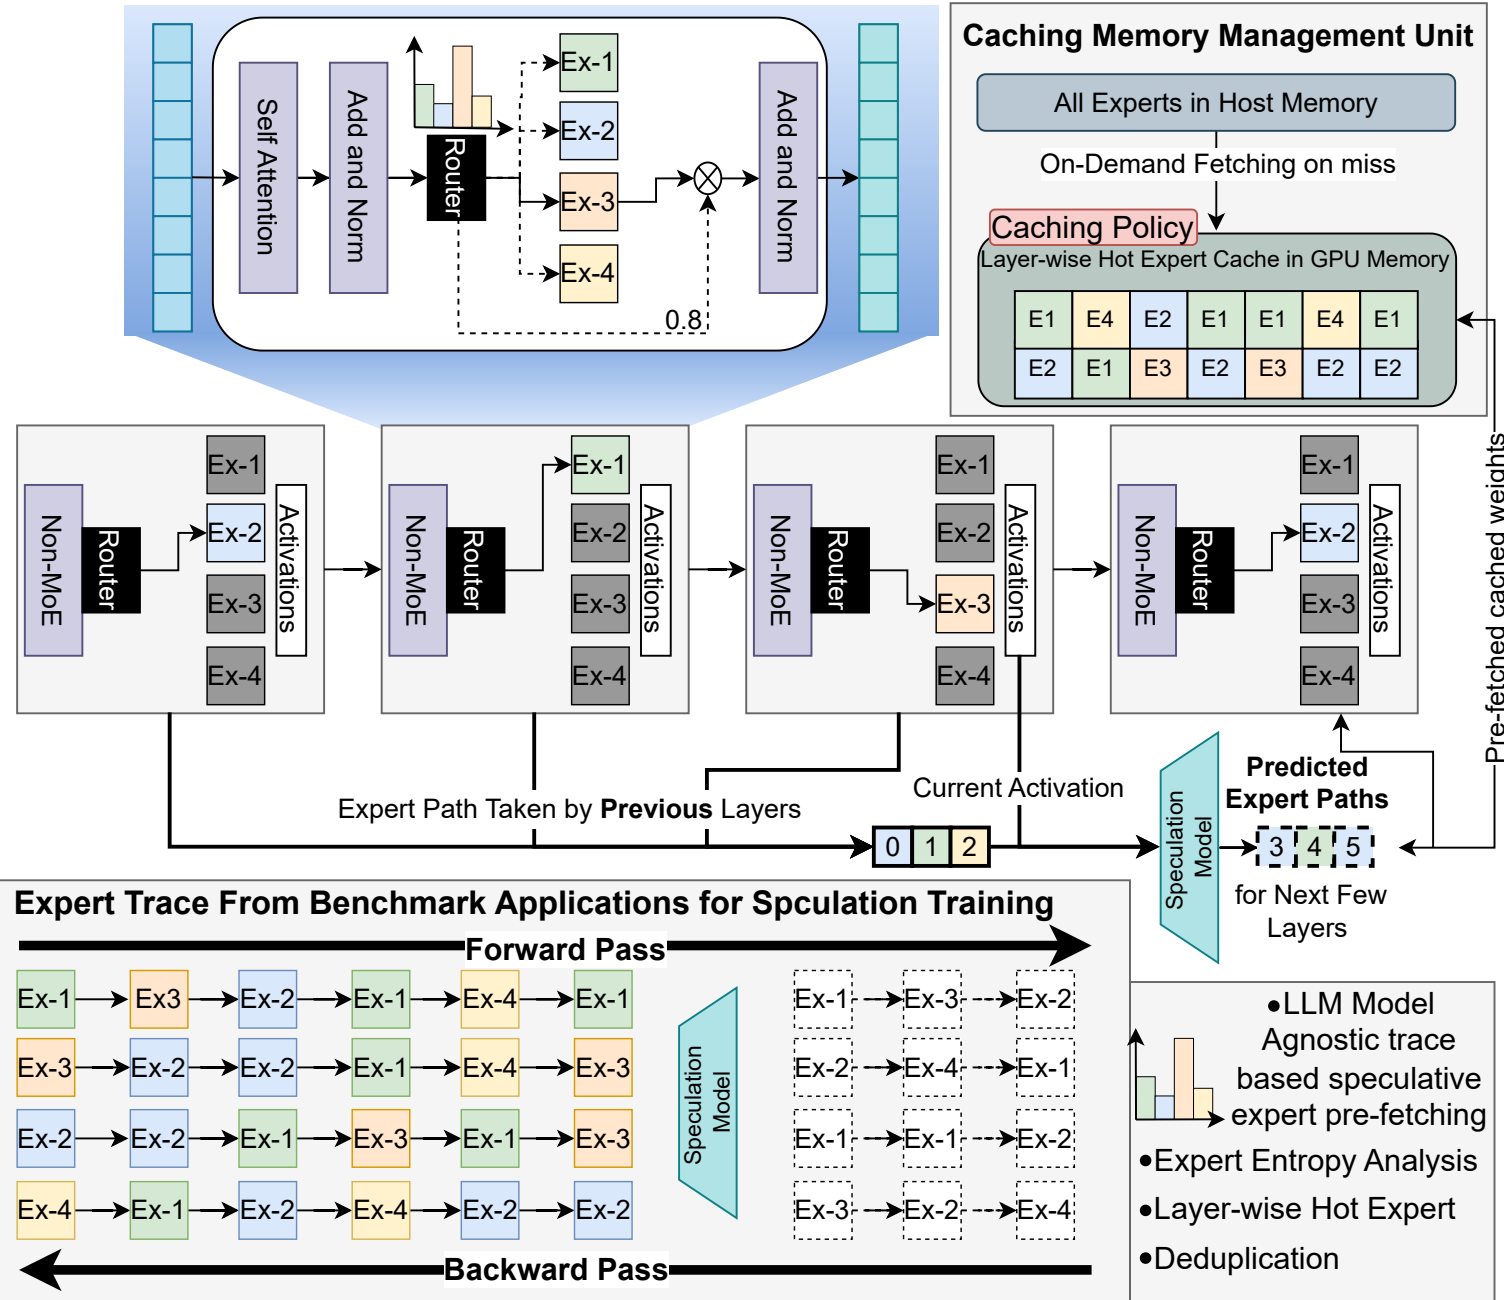 Self Attention
Add and Norm
Router
Ex-1
Ex-2
Ex-3
Ex-4
0.8
Add and Norm
Caching Memory Management Unit
All Experts in Host Memory
On-Demand Fetching on miss
Caching Policy
Layer-wise Hot Expert Cache in GPU Memory
E1 E4 E2 E1 E1 E4 E1
E2 E1 E3 E2 E3 E2 E2
Pre-fetched cached weights
Non-MoE
Router
Ex-1
Ex-2
Ex-3
Ex-4
Activations
Non-MoE
Router
Ex-1
Ex-2
Ex-3
Ex-4
Activations
Non-MoE
Router
Ex-1
Ex-2
Ex-3
Ex-4
Activations
Non-MoE
Router
Ex-1
Ex-2
Ex-3
Ex-4
Activations
Expert Path Taken by Previous Layers
Current Activation
0 1 2
Speculation
Model
Predicted
Expert Paths
3 4 5
for Next Few
Layers
Expert Trace From Benchmark Applications for Spculation Training
Forward Pass
Ex-1 Ex3 Ex-2 Ex-1 Ex-4 Ex-1
Ex-3 Ex-2 Ex-2 Ex-1 Ex-4 Ex-3
Ex-2 Ex-2 Ex-1 Ex-3 Ex-1 Ex-3
Ex-4 Ex-1 Ex-2 Ex-4 Ex-2 Ex-2
Speculation
Model
Ex-1 Ex-3 Ex-2
Ex-2 Ex-4 Ex-1
Ex-1 Ex-1 Ex-2
Ex-3 Ex-2 Ex-4
Backward Pass
•LLM Model
Agnostic trace
based speculative
expert pre-fetching
•Expert Entropy Analysis
•Layer-wise Hot Expert
•Deduplication